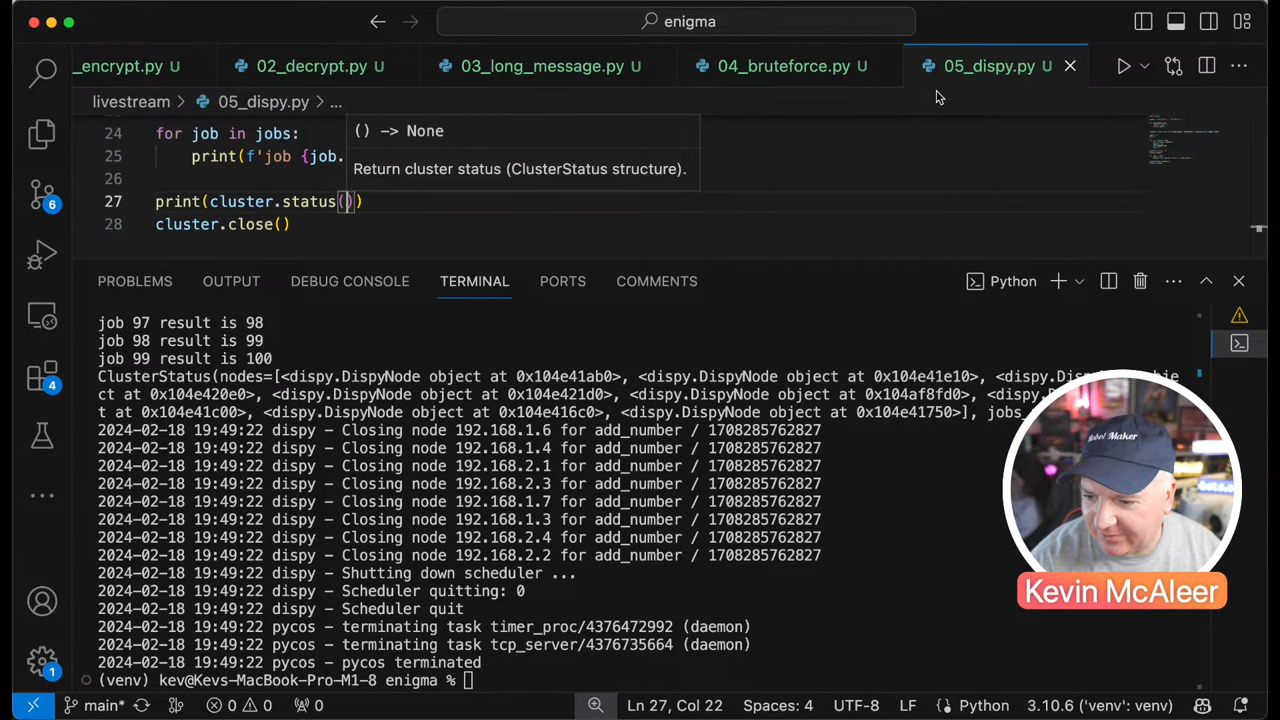 enigma
_encrypt.py U
02_decrypt.py U
03_long_message.py U
04_bruteforce.py U
05_dispy.py U
livestream > 05_dispy.py > ...
24 for job in jobs:
() -> None
25 print(f'job {job.
Return cluster status (ClusterStatus structure).
26
27 print(cluster.status())
28 cluster.close()
6
4
1
PROBLEMS OUTPUT DEBUG CONSOLE TERMINAL PORTS COMMENTS
Python
job 97 result is 98
job 98 result is 99
job 99 result is 100
ClusterStatus(nodes=[<dispy.DispyNode object at 0x104e41ab0>, <dispy.DispyNode object at 0x104e41e10>,
ct at 0x104e420e0>, <dispy.DispyNode object at 0x104e421d0>, <dispy.DispyNode object at 0x104af8fd0>,
t at 0x104e41c00>, <dispy.DispyNode object at 0x104e416c0>, <dispy.DispyNode object at 0x104e41750>],
2024-02-18 19:49:22 dispy - Closing node 192.168.1.6 for add_number / 1708285762827
2024-02-18 19:49:22 dispy - Closing node 192.168.1.4 for add_number / 1708285762827
2024-02-18 19:49:22 dispy - Closing node 192.168.2.1 for add_number / 1708285762827
2024-02-18 19:49:22 dispy - Closing node 192.168.2.3 for add_number / 1708285762827
2024-02-18 19:49:22 dispy - Closing node 192.168.1.7 for add_number / 1708285762827
2024-02-18 19:49:22 dispy - Closing node 192.168.1.3 for add_number / 1708285762827
2024-02-18 19:49:22 dispy - Closing node 192.168.2.4 for add_number / 1708285762827
2024-02-18 19:49:22 dispy - Closing node 192.168.2.2 for add_number / 1708285762827
2024-02-18 19:49:22 dispy - Shutting down scheduler ...
2024-02-18 19:49:22 dispy - Scheduler quitting: 0
2024-02-18 19:49:22 dispy - Scheduler quit
2024-02-18 19:49:22 pycos - terminating task timer_proc/4376472992 (daemon)
2024-02-18 19:49:22 pycos - terminating task tcp_server/4376735664 (daemon)
2024-02-18 19:49:22 pycos - pycos terminated
(venv) kev@Kevs-MacBook-Pro-M1-8 enigma %
Robot Maker
Kevin McAleer
main* 0 0 0 Ln 27, Col 22 Spaces: 4 UTF-8 LF Python 3.10.6 ('venv': venv)